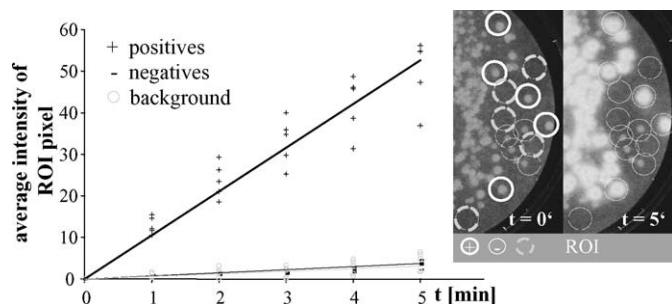 average intensity of
ROI pixel
60
50
40
30
20
10
0
+ positives
- negatives
background
0
1
2
3
4
5
t [min]
t = 0‘
t = 5‘
+ - ROI